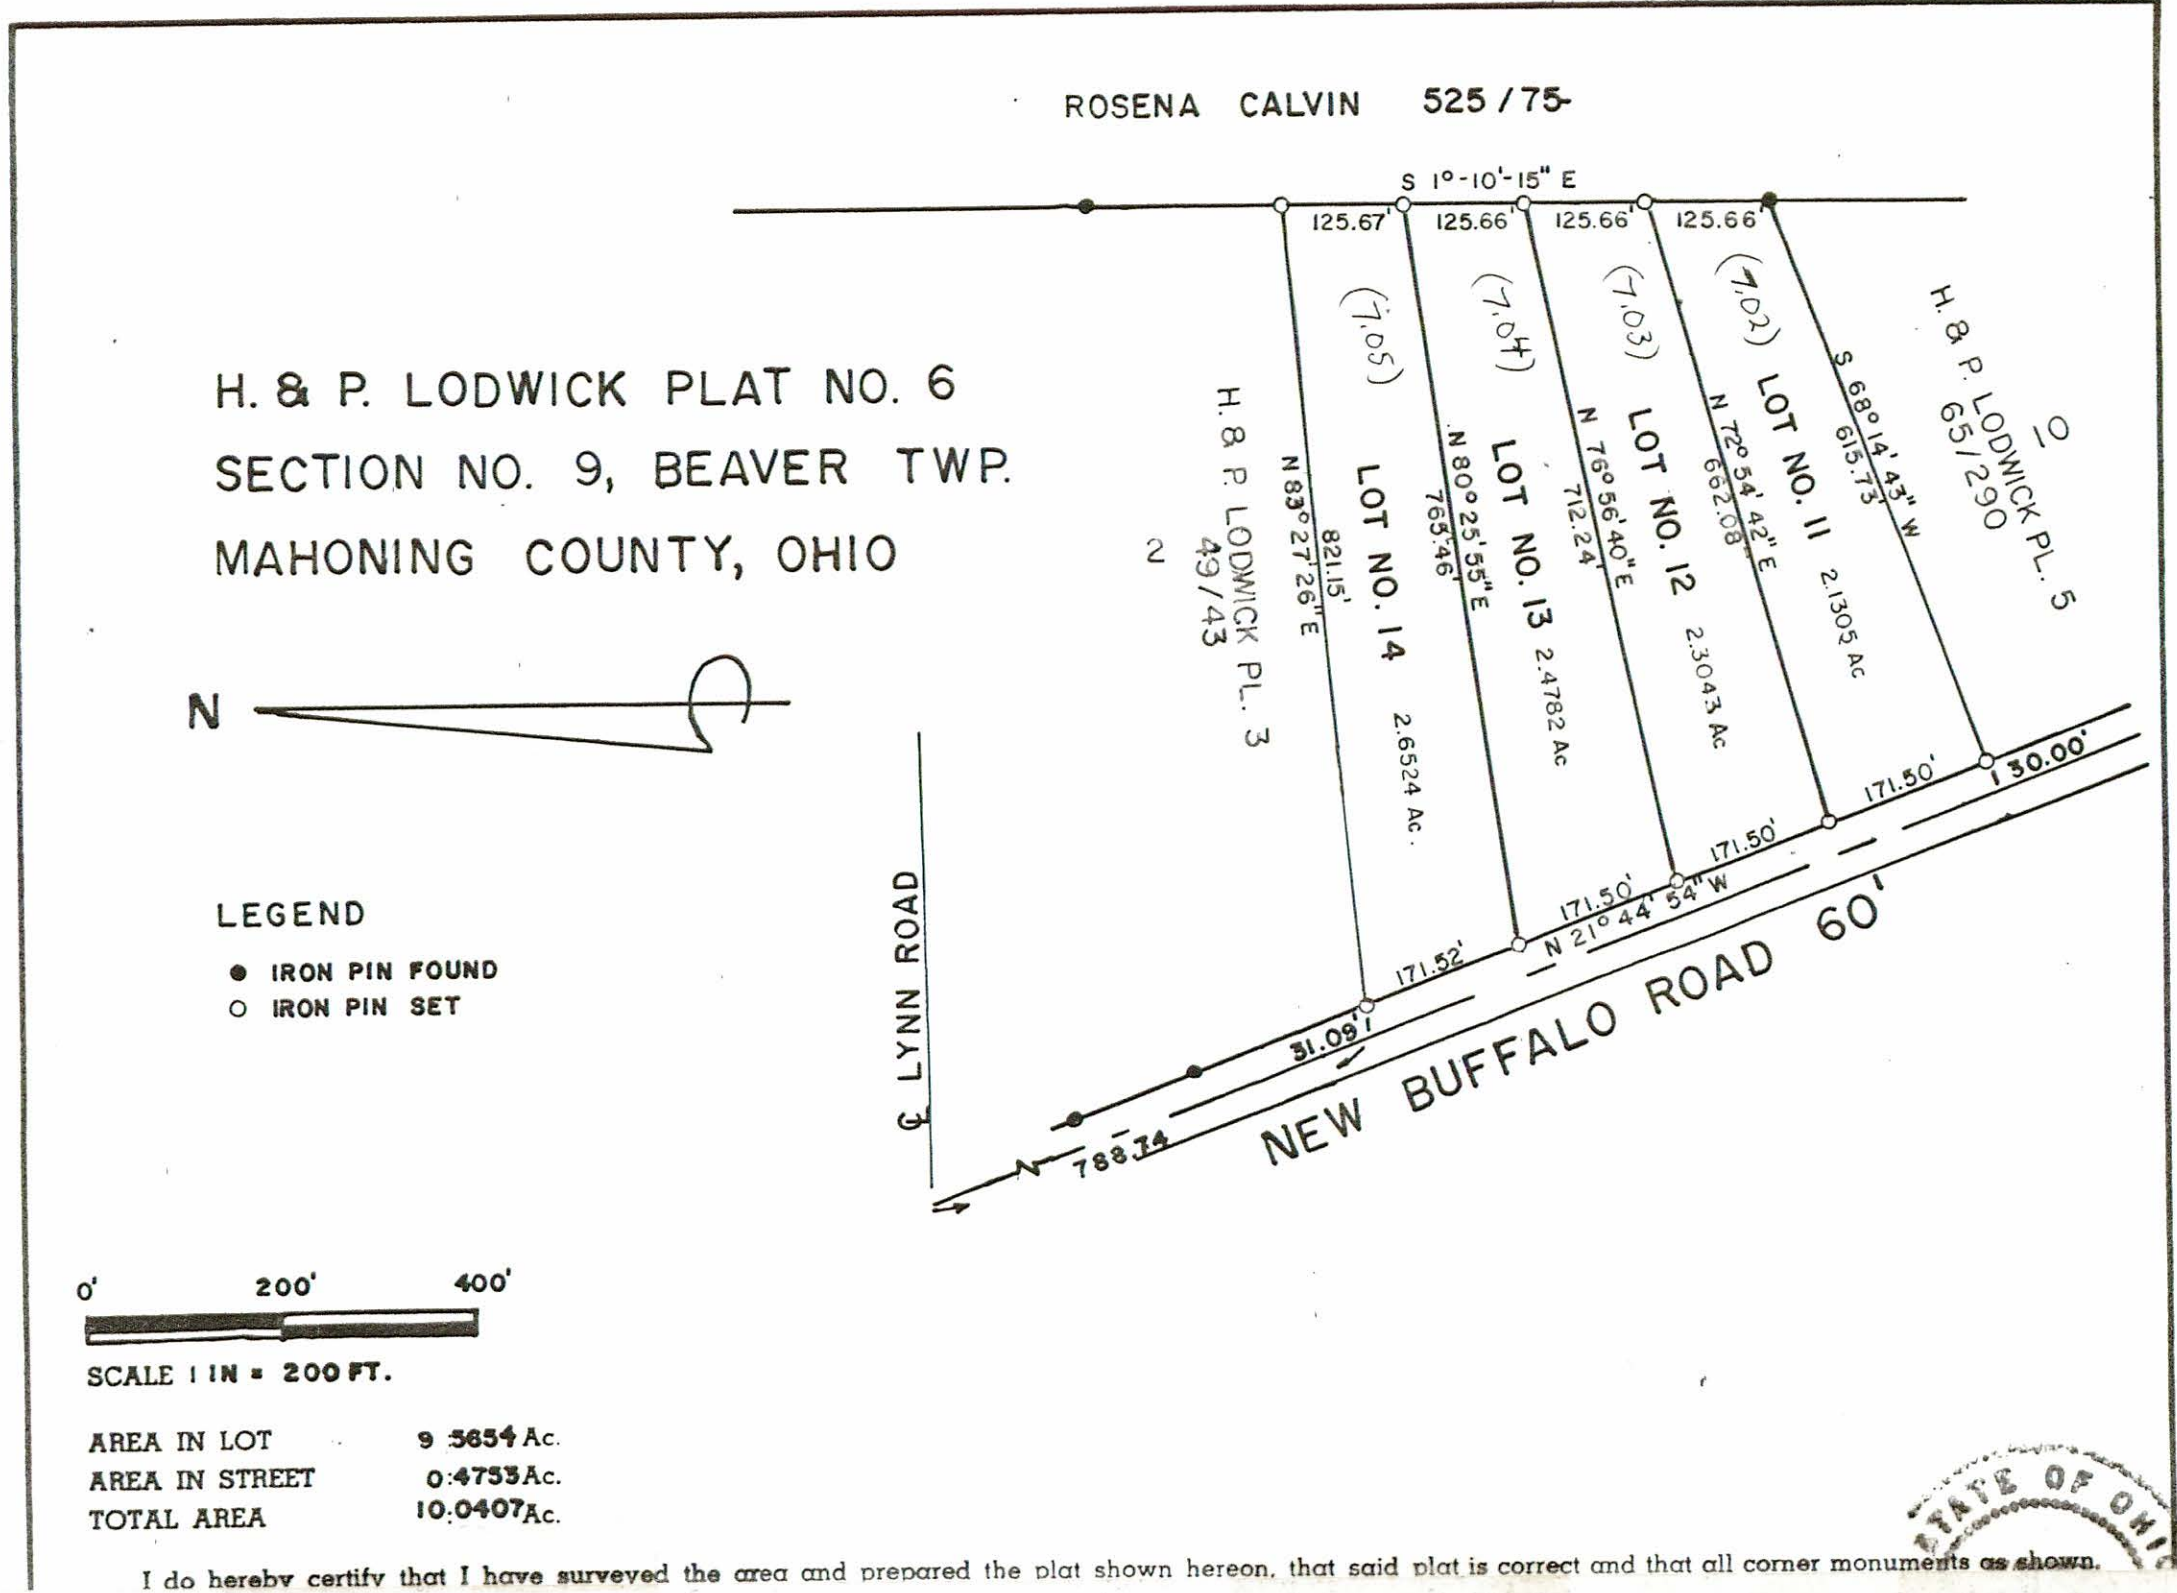 ROSENA CALVIN 525 / 75
S 1°-10'-15" E
125.67' 125.66' 125.66' 125.66'
(7.05) (7.04) (7.03) (7.02)
H. & P. LODWICK PLAT NO. 6
SECTION NO. 9, BEAVER TWP.
MAHONING COUNTY, OHIO
N
2
H. & P. LODWICK PL. 3
49/43
N 83° 27' 26" E
821.15'
LOT NO. 14 2.6524 Ac.
N 80° 25' 55" E
765.46'
LOT NO. 13 2.4782 Ac
N 76° 56' 40" E
712.24'
LOT NO. 12 2.3043 Ac
N 72° 54' 42" E
662.08'
LOT NO. 11 2.1305 Ac
S 68° 14' 43" W
615.73'
10
H. & P. LODWICK PL. 5
65/290
171.50'
30.00'
171.50'
171.50'
N 21° 44' 54" W
171.52'
31.09'
788.74
NEW BUFFALO ROAD 60'
℄ LYNN ROAD
LEGEND
● IRON PIN FOUND
○ IRON PIN SET
0' 200' 400'
SCALE 1 IN = 200 FT.
AREA IN LOT 9.5654 Ac.
AREA IN STREET 0.4753 Ac.
TOTAL AREA 10.0407 Ac.
STATE OF OHIO
I do hereby certify that I have surveyed the area and prepared the plat shown hereon, that said plat is correct and that all corner monuments as shown.